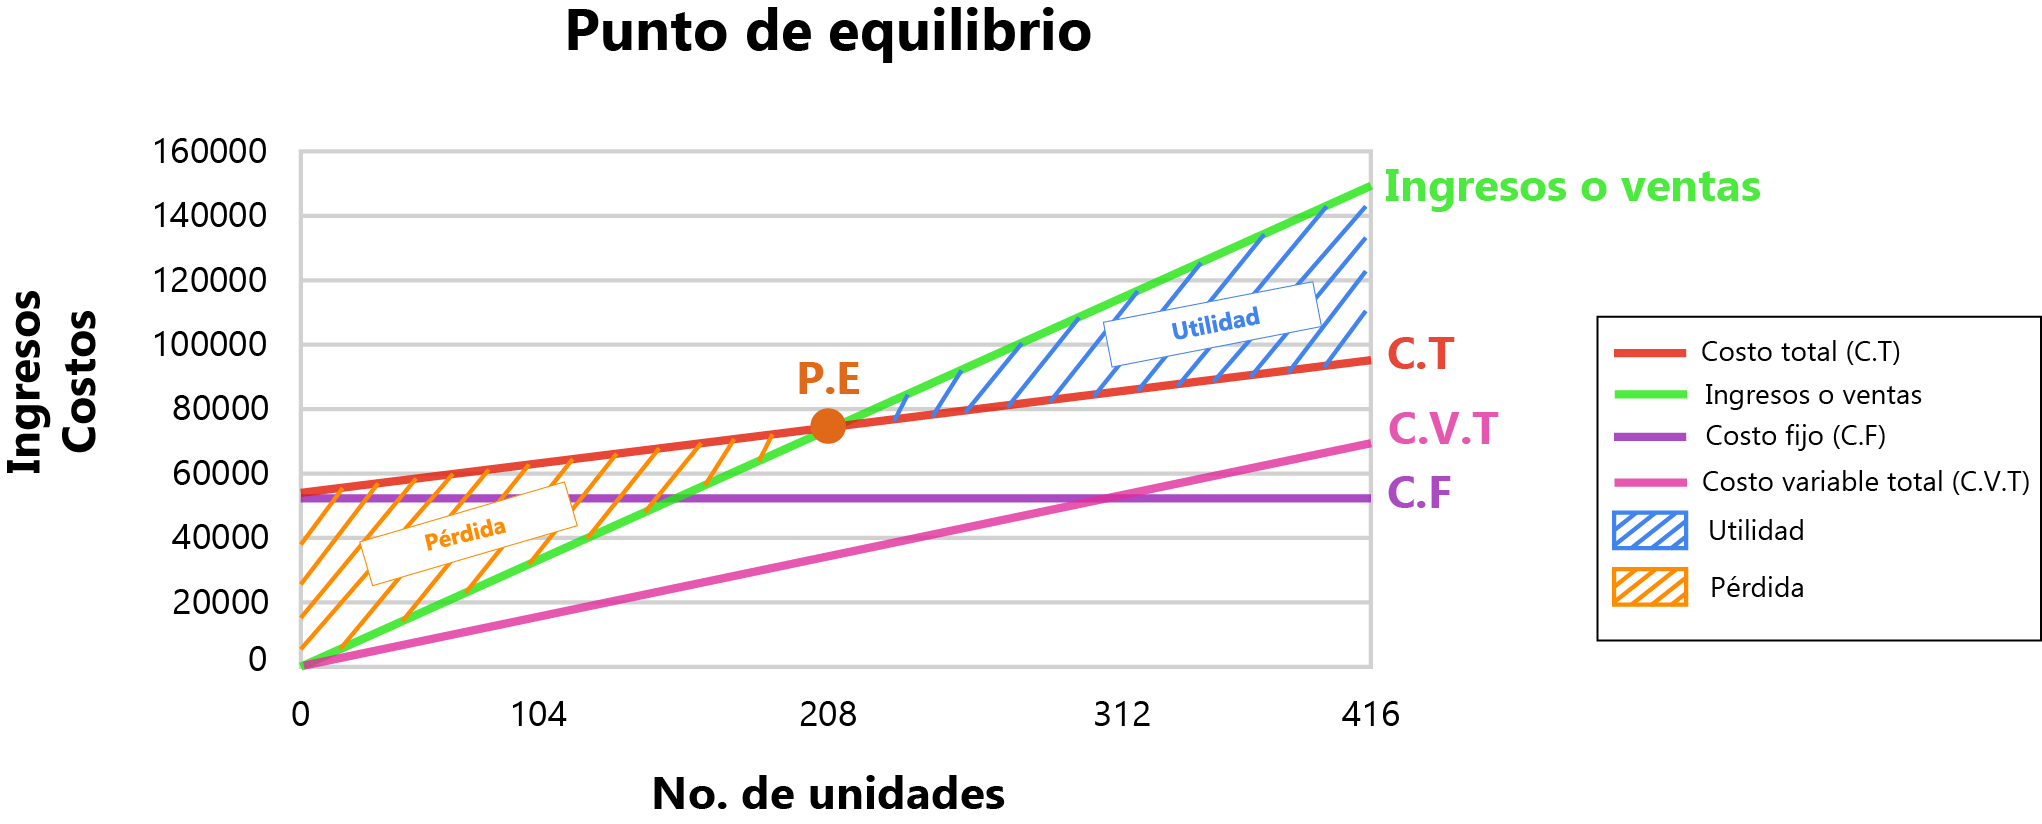 Punto de equilibrio
Ingresos
Costos
160000
140000
120000
100000
80000
60000
40000
20000
0
0 104 208 312 416
No. de unidades
P.E
Pérdida
Utilidad
Ingresos o ventas
C.T
C.V.T
C.F
Costo total (C.T)
Ingresos o ventas
Costo fijo (C.F)
Costo variable total (C.V.T)
Utilidad
Pérdida